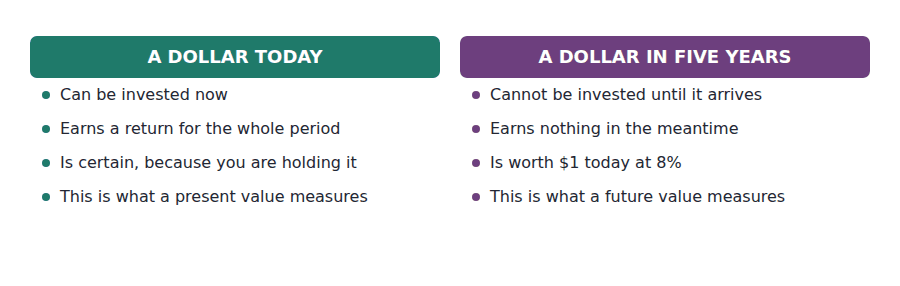 A DOLLAR TODAY
Can be invested now
Earns a return for the whole period
Is certain, because you are holding it
This is what a present value measures
A DOLLAR IN FIVE YEARS
Cannot be invested until it arrives
Earns nothing in the meantime
Is worth $1 today at 8%
This is what a future value measures